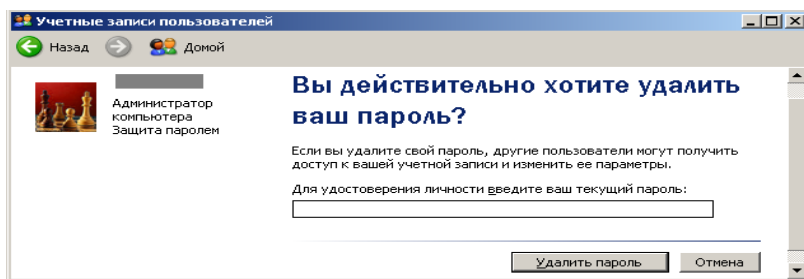 Учетные записи пользователей
Назад Домой
Администратор
компьютера
Защита паролем
Вы действительно хотите удалить
ваш пароль?
Если вы удалите свой пароль, другие пользователи могут получить
доступ к вашей учетной записи и изменить ее параметры.
Для удостоверения личности введите ваш текущий пароль:
Удалить пароль Отмена